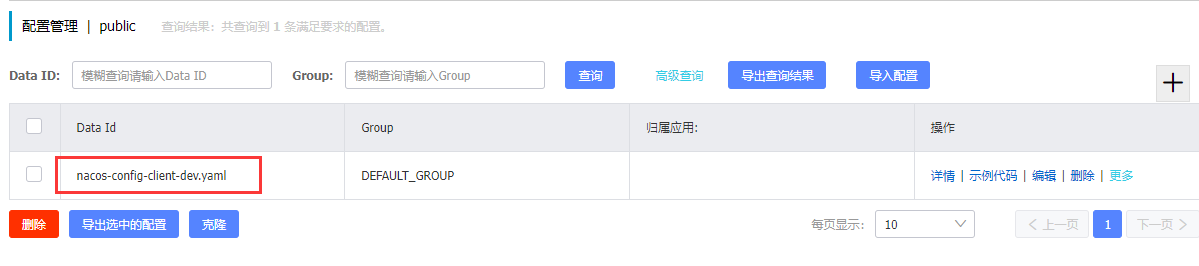 配置管理 | public 查询结果：共查询到 1 条满足要求的配置。
Data ID: 模糊查询请输入Data ID Group: 模糊查询请输入Group 查询 高级查询 导出查询结果 导入配置
Data Id Group 归属应用: 操作
nacos-config-client-dev.yaml DEFAULT_GROUP 详情 | 示例代码 | 编辑 | 删除 | 更多
删除 导出选中的配置 克隆 每页显示: 10 上一页 1 下一页